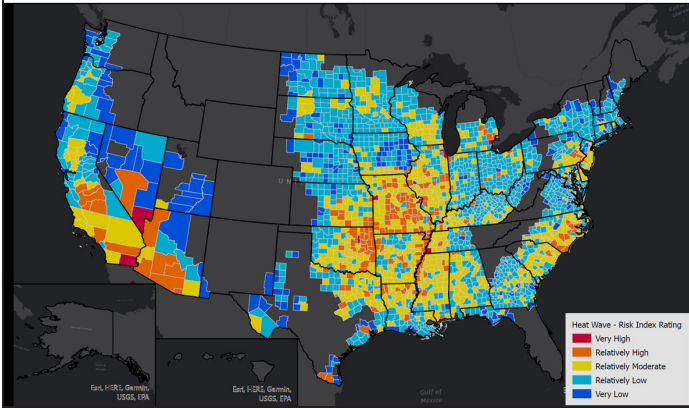 U N
Gulf of
Mexico
Esri, HERE, Garmin,
USGS, EPA
Esri, HERE, Garmin,
USGS, EPA
Heat Wave - Risk Index Rating
Very High
Relatively High
Relatively Moderate
Relatively Low
Very Low